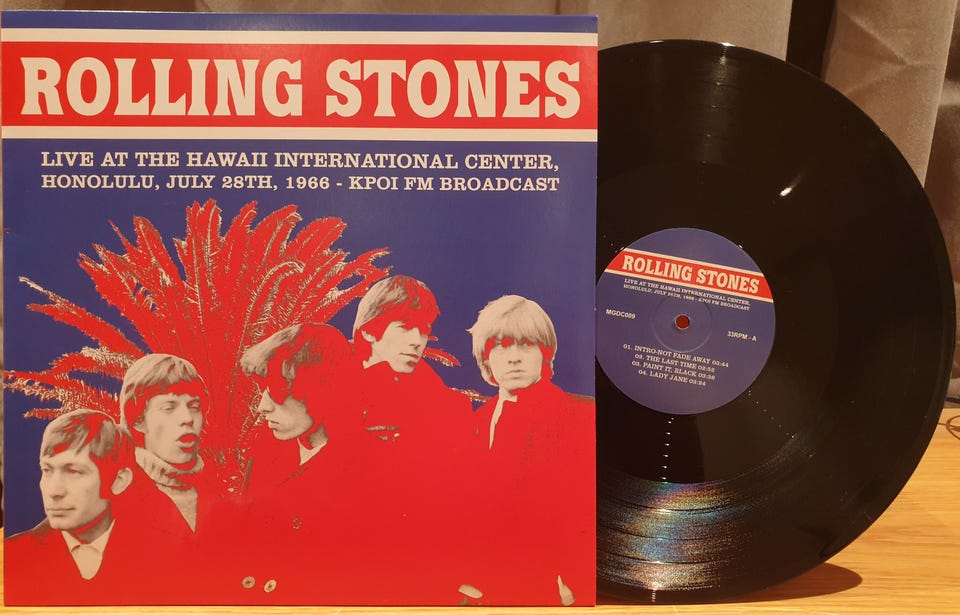 ROLLING STONES
LIVE AT THE HAWAII INTERNATIONAL CENTER,
HONOLULU, JULY 28TH, 1966 - KPOI FM BROADCAST
ROLLING STONES
LIVE AT THE HAWAII INTERNATIONAL CENTER,
HONOLULU, JULY 28TH, 1966 - KPOI FM BROADCAST
MGDC009
33RPM - A
01. INTRO-NOT FADE AWAY 03:44
02. THE LAST TIME 02:52
03. PAINT IT, BLACK 03:38
04. LADY JANE 03:24